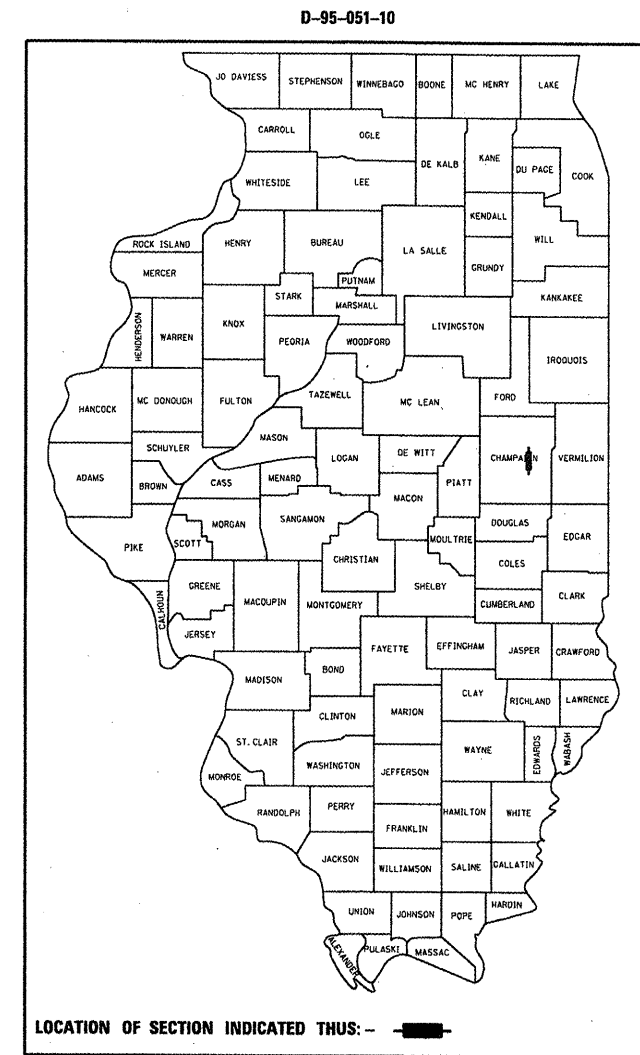 D-95-051-10
JO DAVIESS STEPHENSON WINNEBAGO BOONE MC HENRY LAKE
CARROLL OGLE DE KALB KANE DU PAGE COOK
WHITESIDE LEE
KENDALL
ROCK ISLAND HENRY BUREAU LA SALLE WILL
MERCER PUTNAM GRUNDY
STARK MARSHALL KANKAKEE
HENDERSON WARREN KNOX PEORIA WOODFORD LIVINGSTON IROQUOIS
HANCOCK MC DONOUGH FULTON TAZEWELL MC LEAN FORD
MASON
SCHUYLER LOGAN DE WITT CHAMPAIGN VERMILION
ADAMS BROWN CASS MENARD MACON PIATT
MORGAN SANGAMON DOUGLAS
PIKE SCOTT CHRISTIAN MOULTRIE COLES EDGAR
GREENE SHELBY
CALHOUN MACOUPIN MONTGOMERY CUMBERLAND CLARK
JERSEY FAYETTE EFFINGHAM JASPER CRAWFORD
BOND
MADISON CLAY RICHLAND LAWRENCE
CLINTON MARION
ST. CLAIR WAYNE EDWARDS WABASH
MONROE WASHINGTON JEFFERSON
RANDOLPH PERRY HAMILTON WHITE
FRANKLIN
JACKSON WILLIAMSON SALINE GALLATIN
UNION JOHNSON POPE HARDIN
ALEXANDER PULASKI MASSAC
LOCATION OF SECTION INDICATED THUS: -